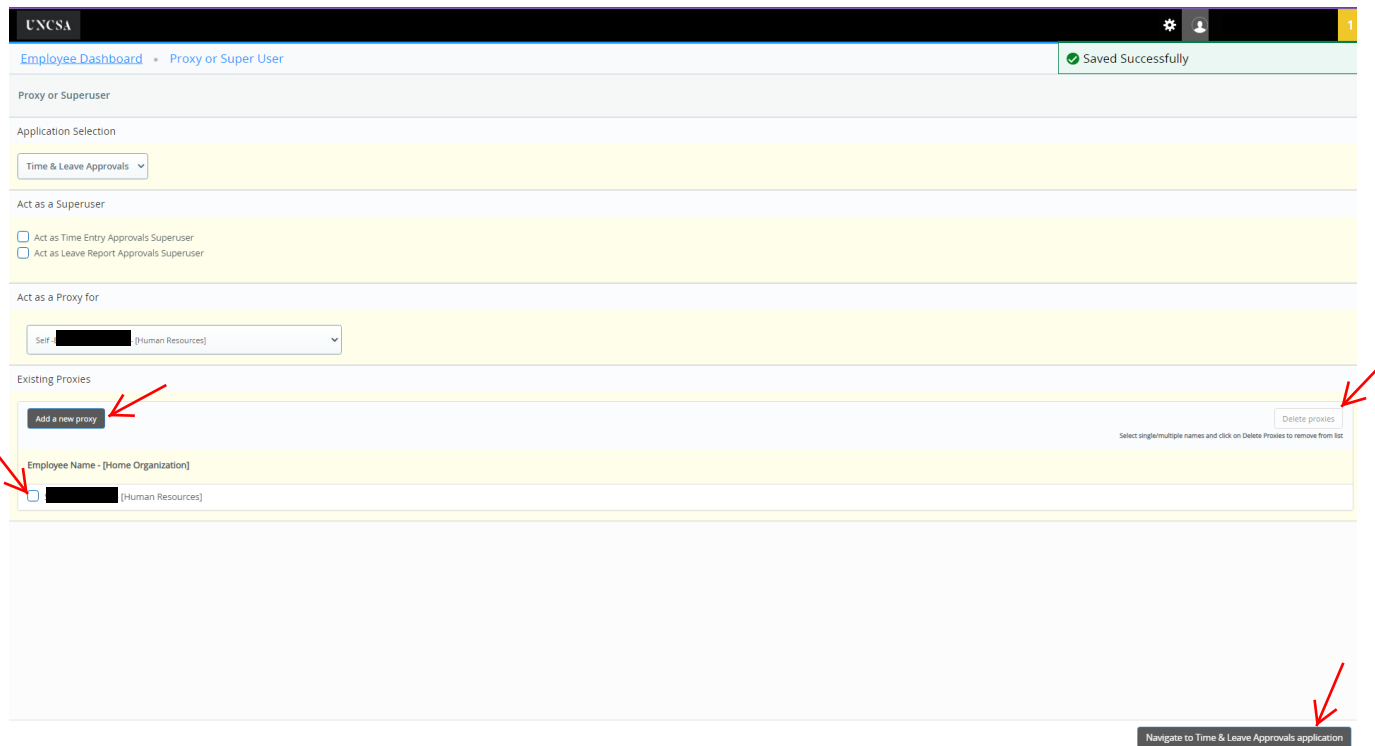 UNCSA
1
Employee Dashboard • Proxy or Super User
Saved Successfully
Proxy or Superuser
Application Selection
Time & Leave Approvals
Act as a Superuser
Act as Time Entry Approvals Superuser
Act as Leave Report Approvals Superuser
Act as a Proxy for
Self - - [Human Resources]
Existing Proxies
Add a new proxy
Delete proxies
Select single/multiple names and click on Delete Proxies to remove from list
Employee Name - [Home Organization]
[Human Resources]
Navigate to Time & Leave Approvals application